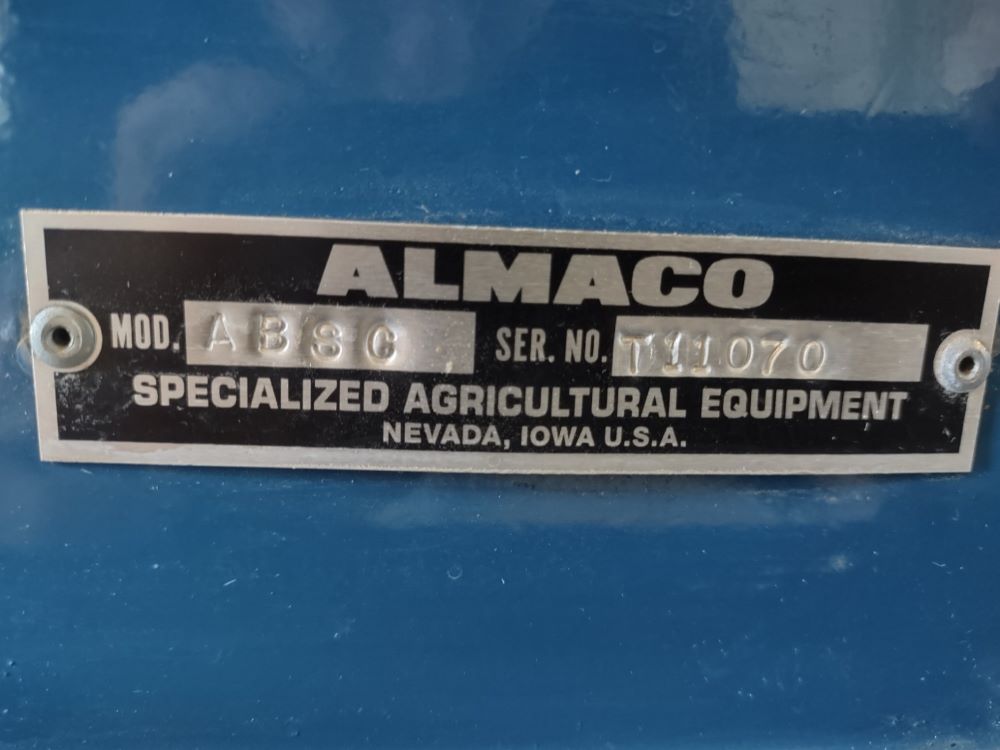 ALMACO
MOD. ABSC SER. NO. T11070
SPECIALIZED AGRICULTURAL EQUIPMENT
NEVADA, IOWA U.S.A.